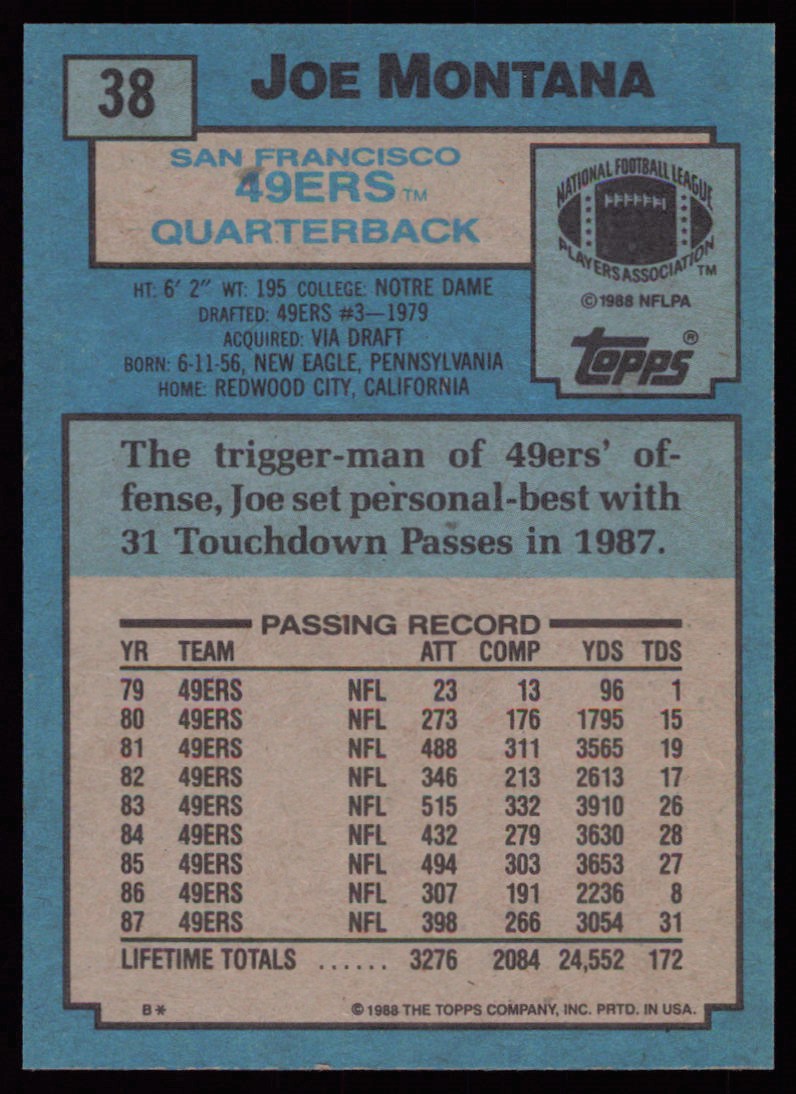 38
JOE MONTANA
SAN FRANCISCO
49ERS TM
QUARTERBACK
NATIONAL FOOTBALL LEAGUE
PLAYERS ASSOCIATION TM
© 1988 NFLPA
topps ®
HT: 6' 2" WT: 195 COLLEGE: NOTRE DAME
DRAFTED: 49ERS #3—1979
ACQUIRED: VIA DRAFT
BORN: 6-11-56, NEW EAGLE, PENNSYLVANIA
HOME: REDWOOD CITY, CALIFORNIA
The trigger-man of 49ers' of-
fense, Joe set personal-best with
31 Touchdown Passes in 1987.
PASSING RECORD
YR TEAM ATT COMP YDS TDS
79 49ERS NFL 23 13 96 1
80 49ERS NFL 273 176 1795 15
81 49ERS NFL 488 311 3565 19
82 49ERS NFL 346 213 2613 17
83 49ERS NFL 515 332 3910 26
84 49ERS NFL 432 279 3630 28
85 49ERS NFL 494 303 3653 27
86 49ERS NFL 307 191 2236 8
87 49ERS NFL 398 266 3054 31
LIFETIME TOTALS ...... 3276 2084 24,552 172
B* © 1988 THE TOPPS COMPANY, INC. PRTD. IN USA.